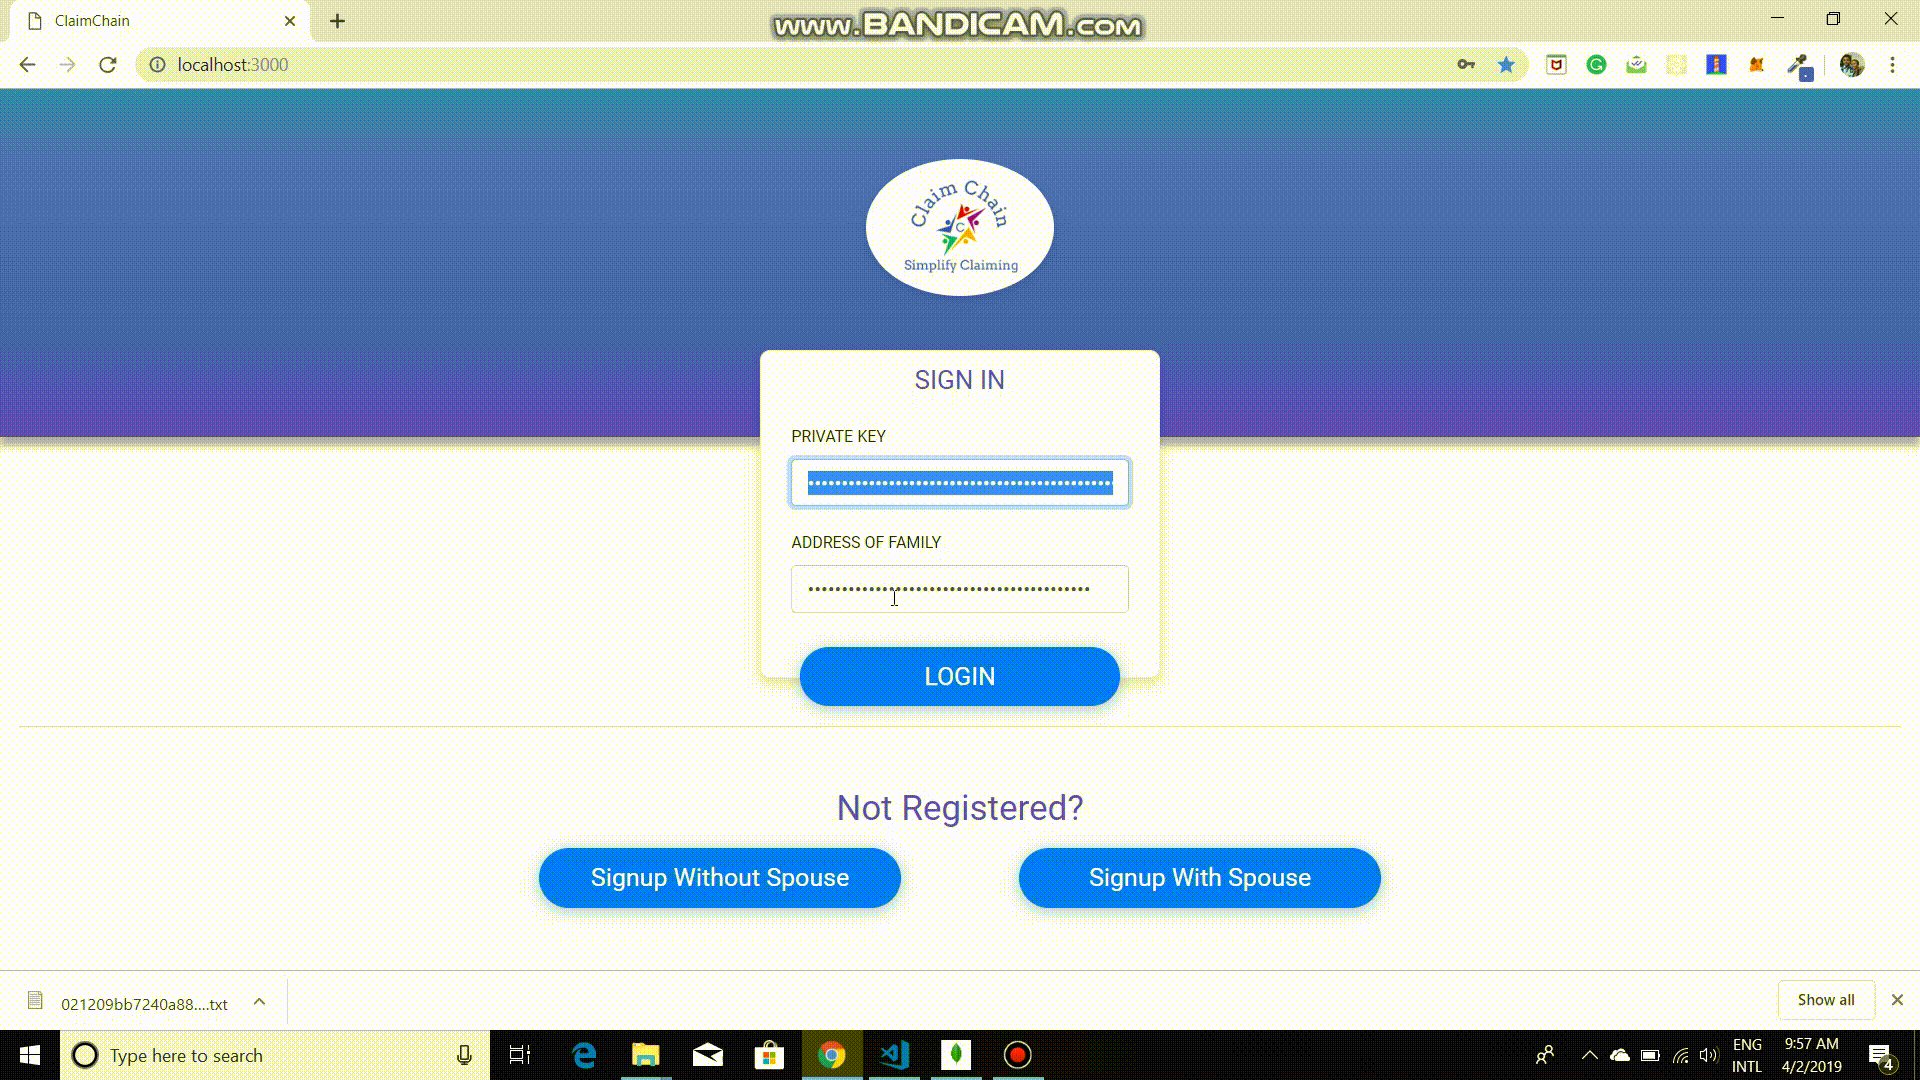 ClaimChain
www.BANDICAM.com
localhost:3000
Claim Chain
C
Simplify Claiming
SIGN IN
PRIVATE KEY
ADDRESS OF FAMILY
LOGIN
Not Registered?
Signup Without Spouse
Signup With Spouse
021209bb7240a88....txt
Show all
Type here to search
ENG
INTL
9:57 AM
4/2/2019
4